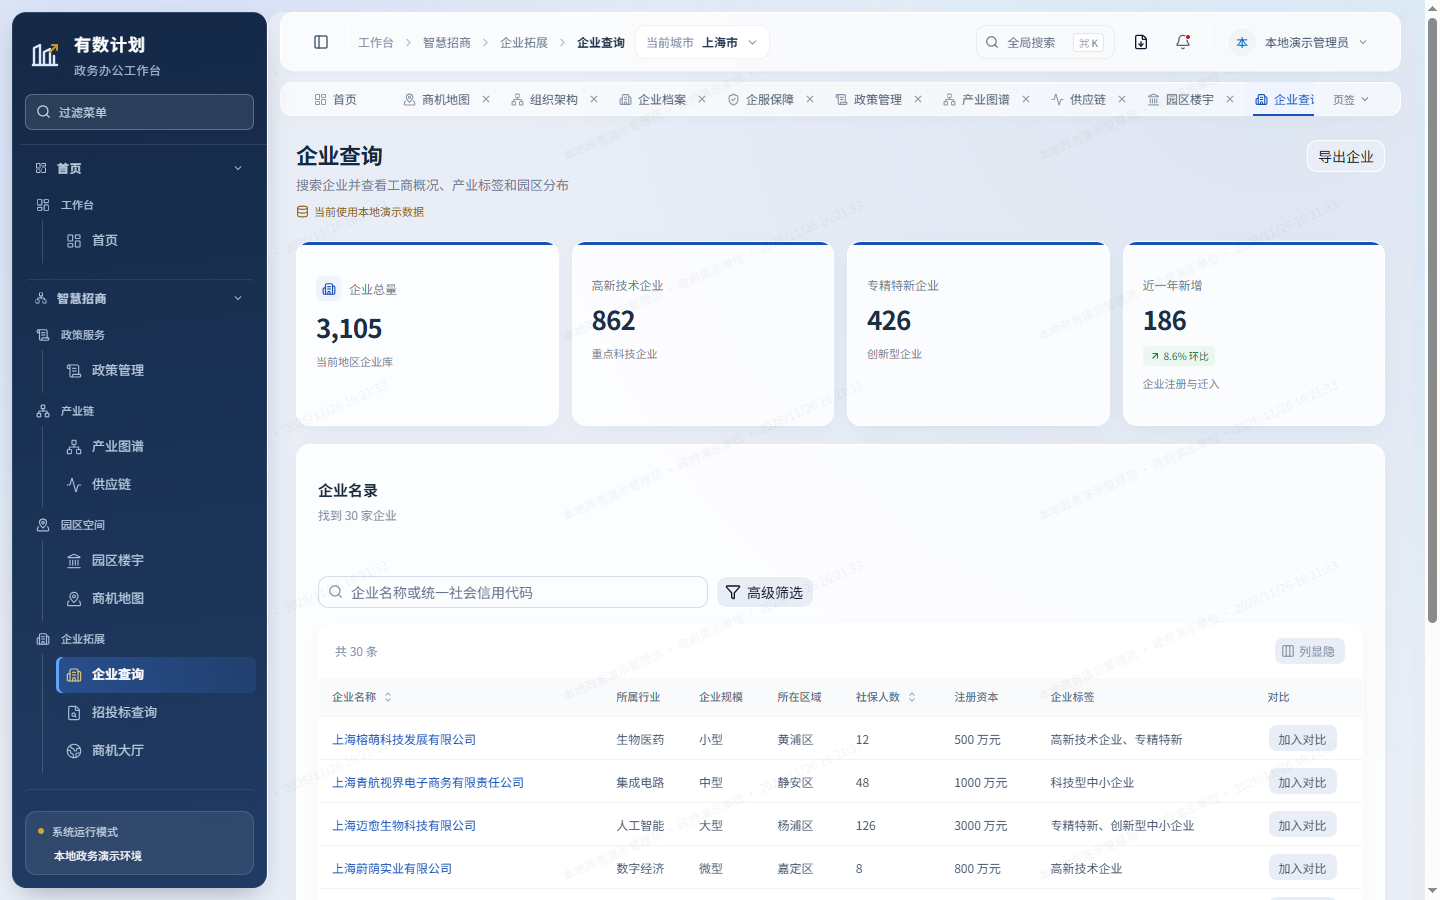 有数计划
政务办公工作台
过滤菜单
首页
工作台
首页
智慧招商
政策服务
政策管理
产业链
产业图谱
供应链
园区空间
园区楼宇
商机地图
企业拓展
企业查询
招投标查询
商机大厅
系统运行模式
本地政务演示环境
工作台 > 智慧招商 > 企业拓展 > 企业查询
当前城市 上海市
全局搜索 ⌘K
本 本地演示管理员
首页 商机地图 组织架构 企业档案 企服保障 政策管理 产业图谱 供应链 园区楼宇 企业查 页签
企业查询
搜索企业并查看工商概况、产业标签和园区分布
当前使用本地演示数据
导出企业
企业总量
3,105
当前地区企业库
高新技术企业
862
重点科技企业
专精特新企业
426
创新型企业
近一年新增
186
8.6% 环比
企业注册与迁入
企业名录
找到 30 家企业
企业名称或统一社会信用代码
高级筛选
共 30 条
列显隐
企业名称 所属行业 企业规模 所在区域 社保人数 注册资本 企业标签 对比
上海榕萌科技发展有限公司 生物医药 小型 黄浦区 12 500 万元 高新技术企业、专精特新 加入对比
上海青航视界电子商务有限责任公司 集成电路 中型 静安区 48 1000 万元 科技型中小企业 加入对比
上海迈愈生物科技有限公司 人工智能 大型 杨浦区 126 3000 万元 专精特新、创新型中小企业 加入对比
上海蔚荫实业有限公司 数字经济 微型 嘉定区 8 800 万元 高新技术企业 加入对比
本地政务演示管理员 · 政府演示单位 · 2026/11/26 16:21:33